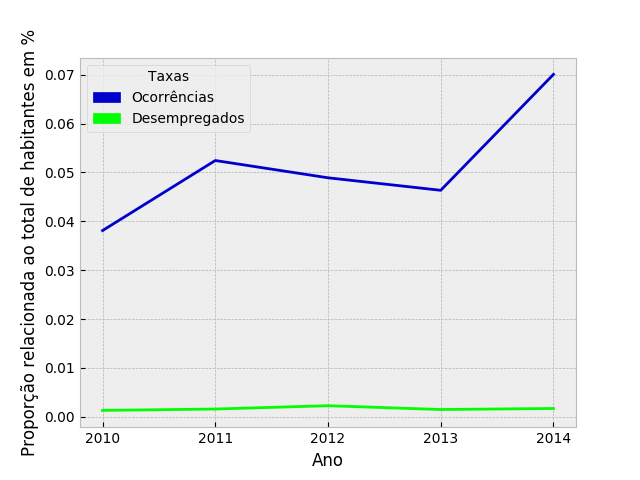 Proporção relacionada ao total de habitantes em %
0.07
0.06
0.05
0.04
0.03
0.02
0.01
0.00
Taxas
Ocorrências
Desempregados
2010 2011 2012 2013 2014
Ano